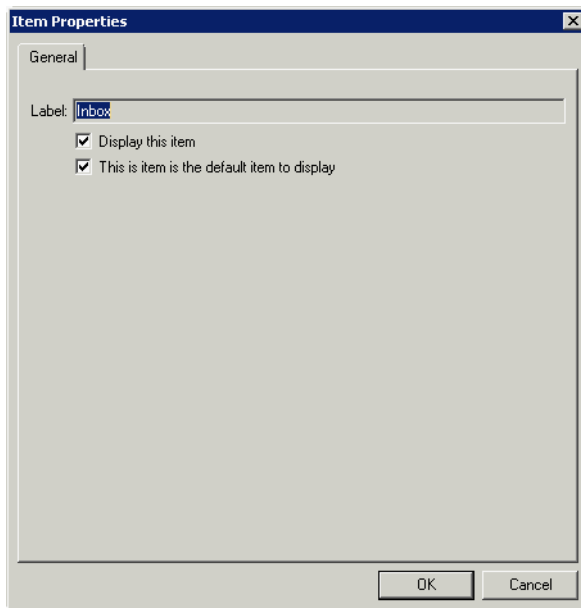 Item Properties
General
Label: Inbox
Display this item
This is item is the default item to display
OK Cancel